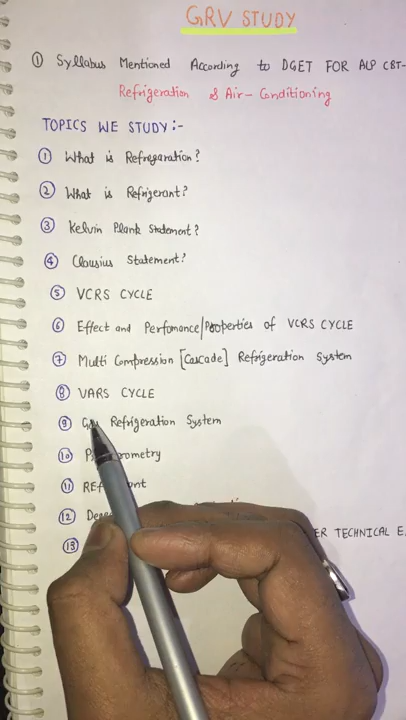 GRV STUDY
① Syllabus Mentioned According to DGET FOR ALP CBT-
Refrigeration & Air-Conditioning
TOPICS WE STUDY:-
① What is Refregaration?
② What is Refrigerant?
③ Kelvin Plank Statement?
④ Clausius Statement?
⑤ VCRS CYCLE
⑥ Effect and Perfomance/Properties of VCRS CYCLE
⑦ Multi Compression [Cascade] Refrigeration System
⑧ VARS CYCLE
⑨ Refrigeration System
⑩
⑪
⑫
⑬ TECHNICAL E